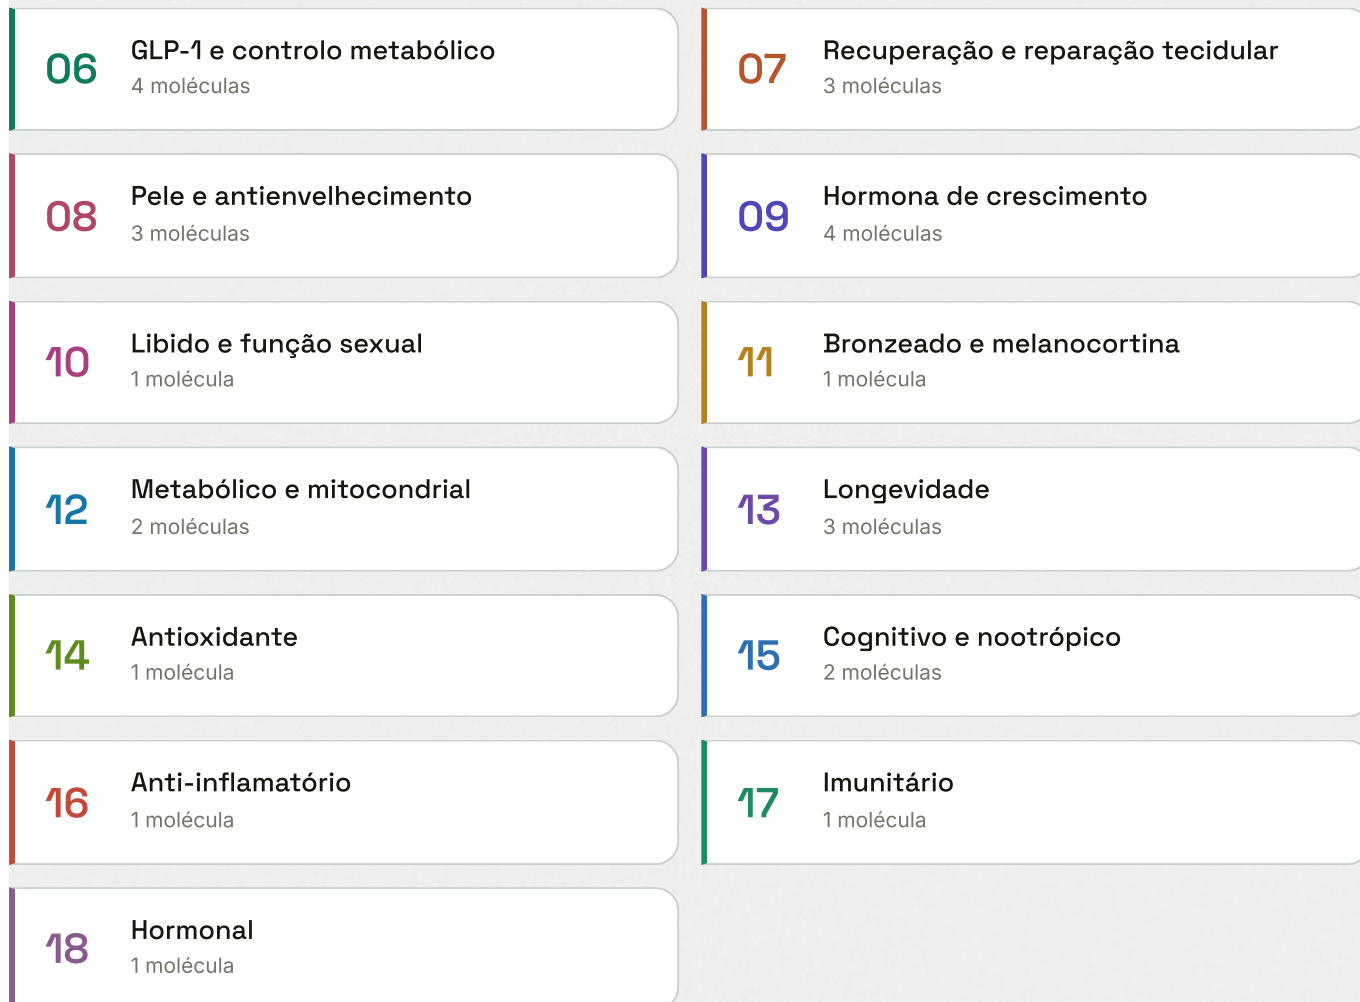 06
GLP-1 e controlo metabólico
4 moléculas
07
Recuperação e reparação tecidular
3 moléculas
08
Pele e antienvelhecimento
3 moléculas
09
Hormona de crescimento
4 moléculas
10
Libido e função sexual
1 molécula
11
Bronzeado e melanocortina
1 molécula
12
Metabólico e mitocondrial
2 moléculas
13
Longevidade
3 moléculas
14
Antioxidante
1 molécula
15
Cognitivo e nootrópico
2 moléculas
16
Anti-inflamatório
1 molécula
17
Imunitário
1 molécula
18
Hormonal
1 molécula